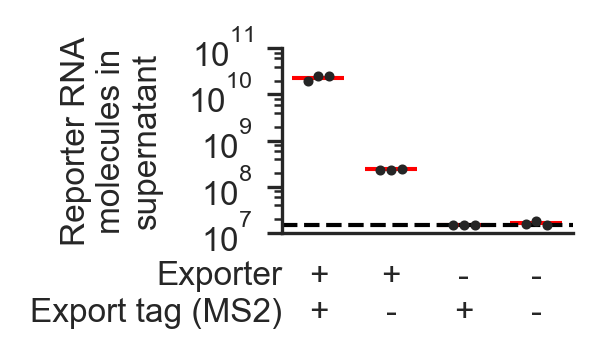 Reporter RNA
molecules in
supernatant
10^11
10^10
10^9
10^8
10^7
Exporter + + - -
Export tag (MS2) + - + -